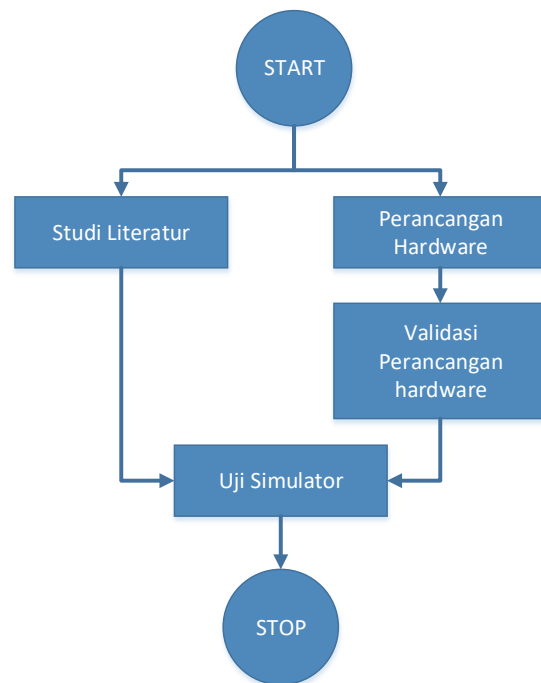 START
Studi Literatur
Perancangan
Hardware
Validasi
Perancangan
hardware
Uji Simulator
STOP